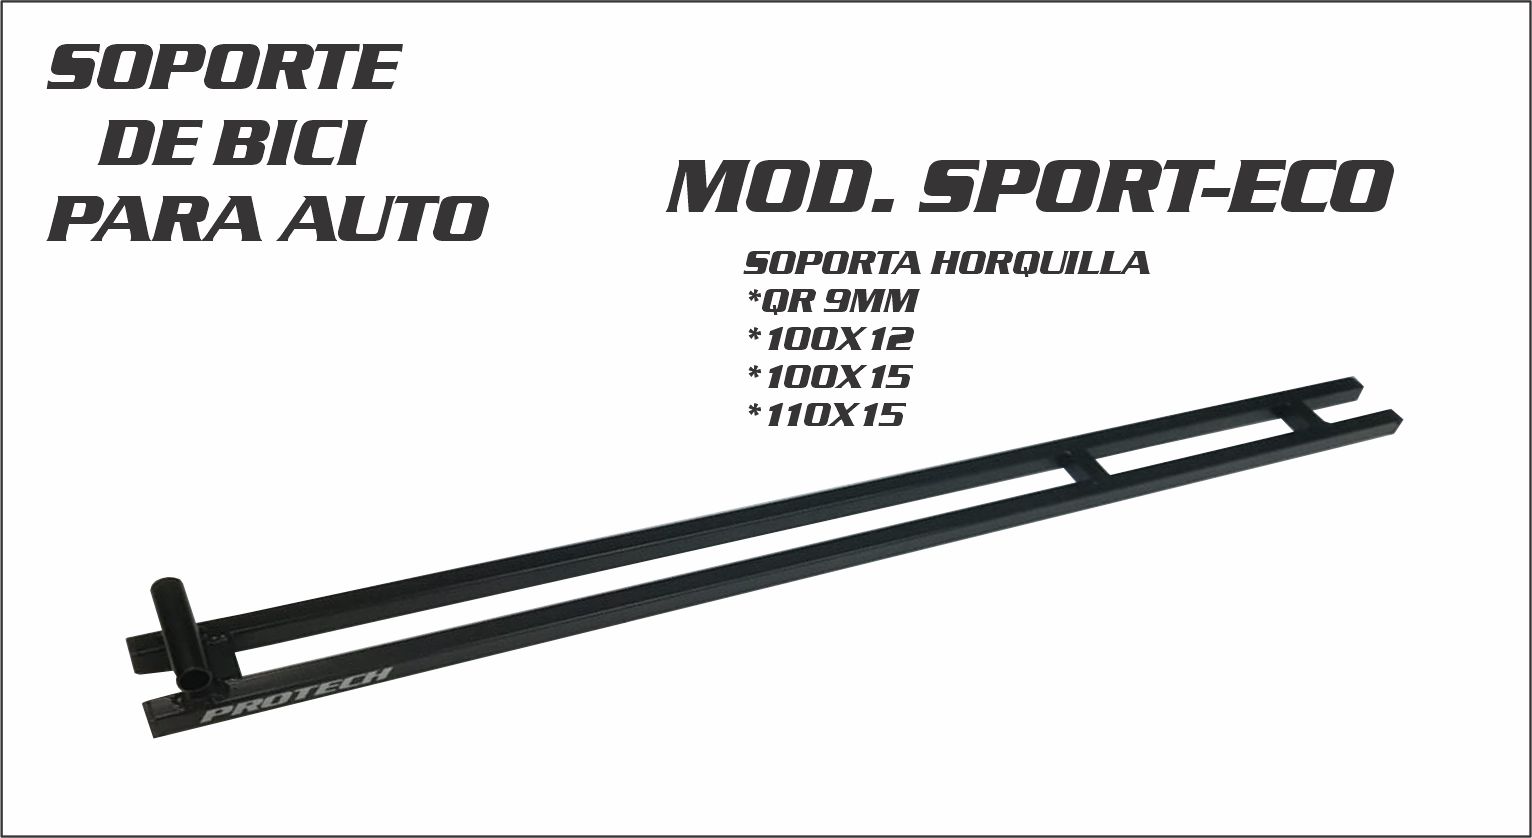 SOPORTE
DE BICI
PARA AUTO
MOD. SPORT-ECO
SOPORTA HORQUILLA
*QR 9MM
*100X12
*100X15
*110X15
PROTECH